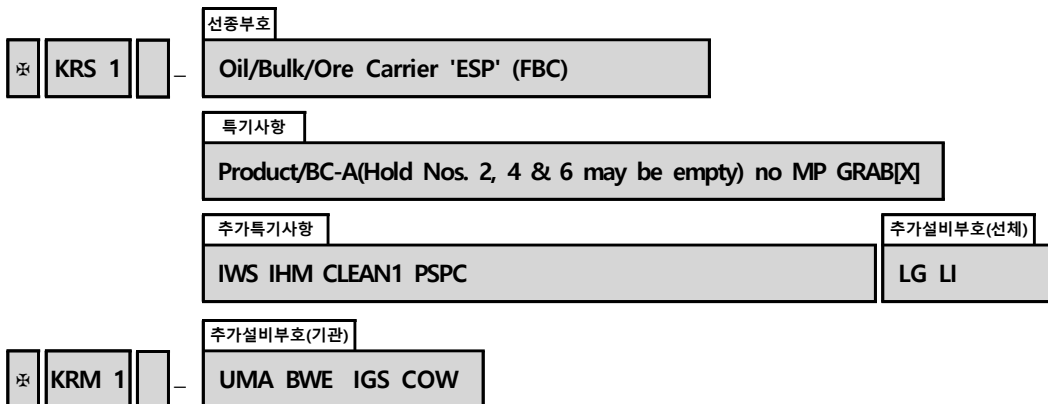 선종부호
✠ KRS 1 – Oil/Bulk/Ore Carrier 'ESP' (FBC)
특기사항
Product/BC-A(Hold Nos. 2, 4 & 6 may be empty) no MP GRAB[X]
추가특기사항 추가설비부호(선체)
IWS IHM CLEAN1 PSPC LG LI
추가설비부호(기관)
✠ KRM 1 – UMA BWE IGS COW